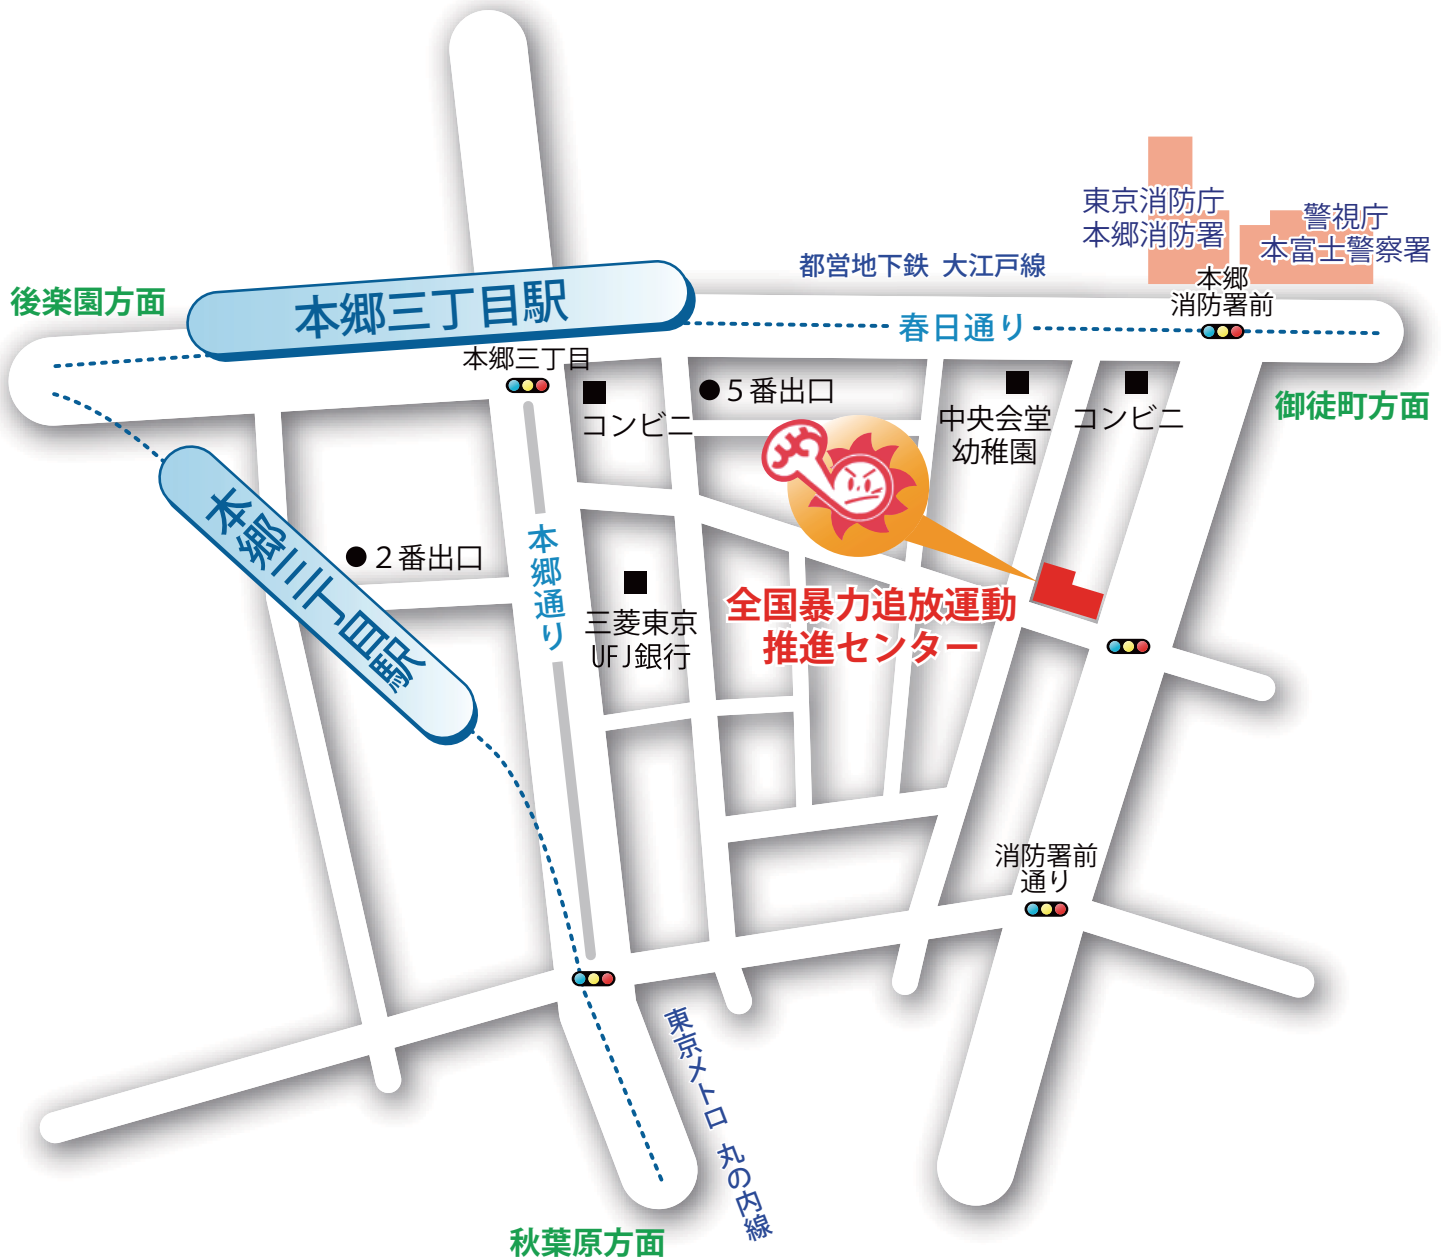 東京消防庁
本郷消防署
警視庁
本富士警察署
都営地下鉄 大江戸線
本郷
消防署前
後楽園方面
本郷三丁目駅
春日通り
本郷三丁目
コンビニ
●5番出口
中央会堂
幼稚園
コンビニ
御徒町方面
本郷三丁目駅
●2番出口
本郷通り
三菱東京
UFJ銀行
全国暴力追放運動
推進センター
消防署前
通り
東京メトロ 丸の内線
秋葉原方面